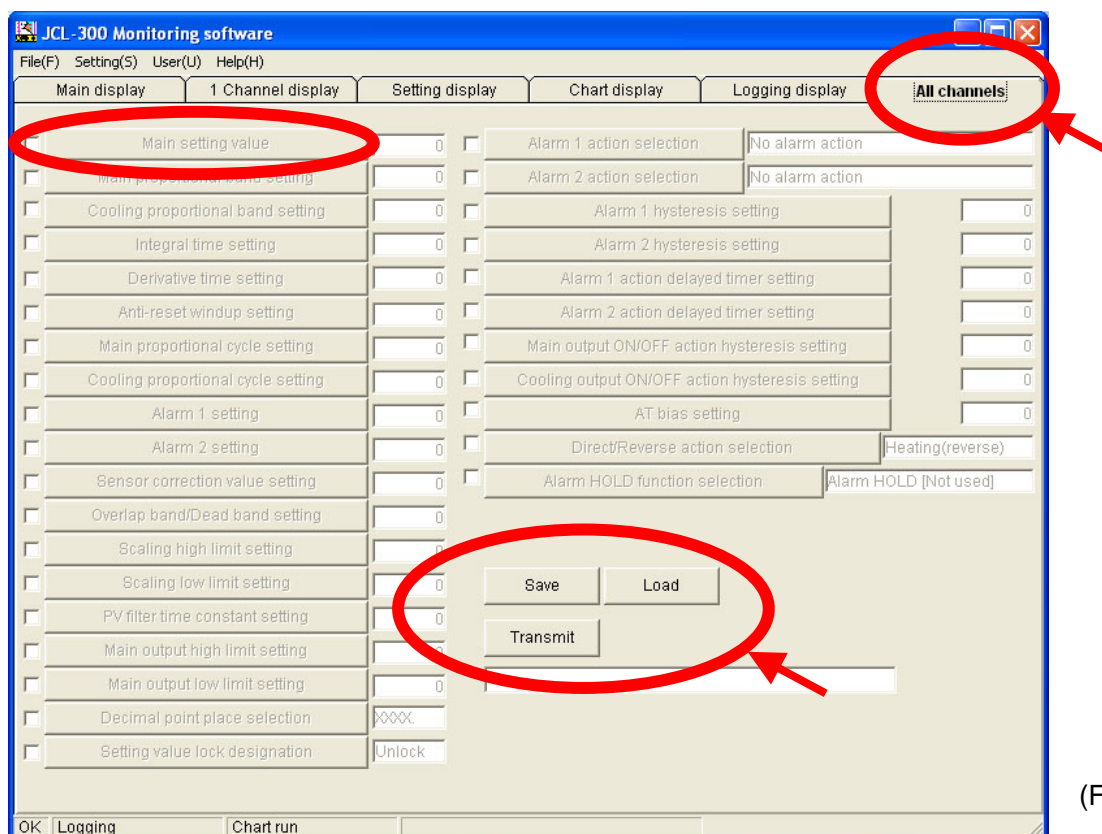 JCL-300 Monitoring software
File(F) Setting(S) User(U) Help(H)
Main display 1 Channel display Setting display Chart display Logging display All channels
Main setting value 0 Alarm 1 action selection No alarm action
Main proportional band setting 0 Alarm 2 action selection No alarm action
Cooling proportional band setting 0 Alarm 1 hysteresis setting 0
Integral time setting 0 Alarm 2 hysteresis setting 0
Derivative time setting 0 Alarm 1 action delayed timer setting 0
Anti-reset windup setting 0 Alarm 2 action delayed timer setting 0
Main proportional cycle setting 0 Main output ON/OFF action hysteresis setting 0
Cooling proportional cycle setting 0 Cooling output ON/OFF action hysteresis setting 0
Alarm 1 setting 0 AT bias setting 0
Alarm 2 setting 0 Direct/Reverse action selection Heating(reverse)
Sensor correction value setting 0 Alarm HOLD function selection Alarm HOLD [Not used]
Overlap band/Dead band setting 0
Scaling high limit setting 0
Scaling low limit setting 0 Save Load
PV filter time constant setting 0
Transmit
Main output high limit setting 0
Main output low limit setting 0
Decimal point place selection XXXX.
Setting value lock designation Unlock
(F
OK Logging Chart run